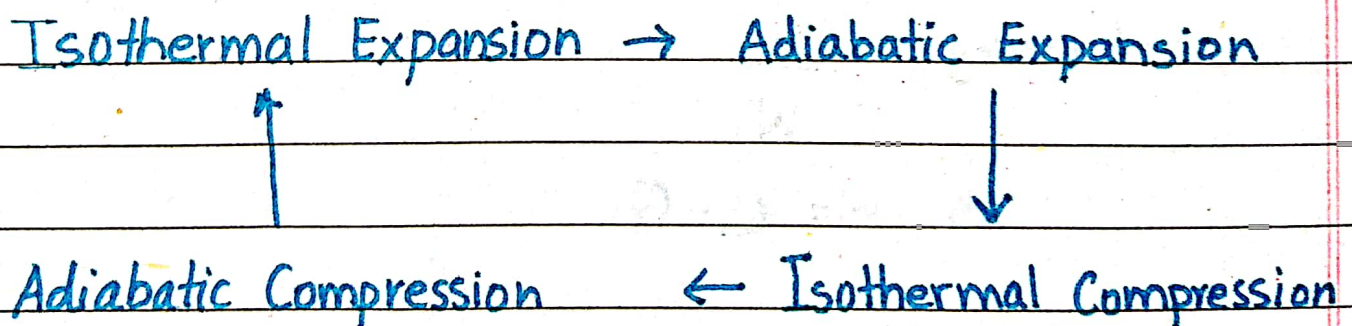 Isothermal Expansion → Adiabatic Expansion
Adiabatic Compression ← Isothermal Compression